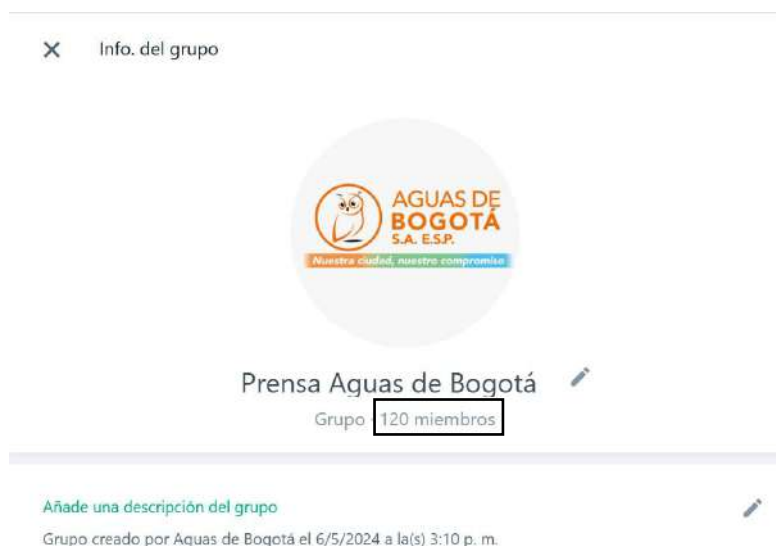 Info. del grupo
AGUAS DE
BOGOTÁ
S.A. E.S.P.
Nuestra ciudad, nuestro compromiso
Prensa Aguas de Bogotá
Grupo · 120 miembros
Añade una descripción del grupo
Grupo creado por Aguas de Bogotá el 6/5/2024 a la(s) 3:10 p. m.